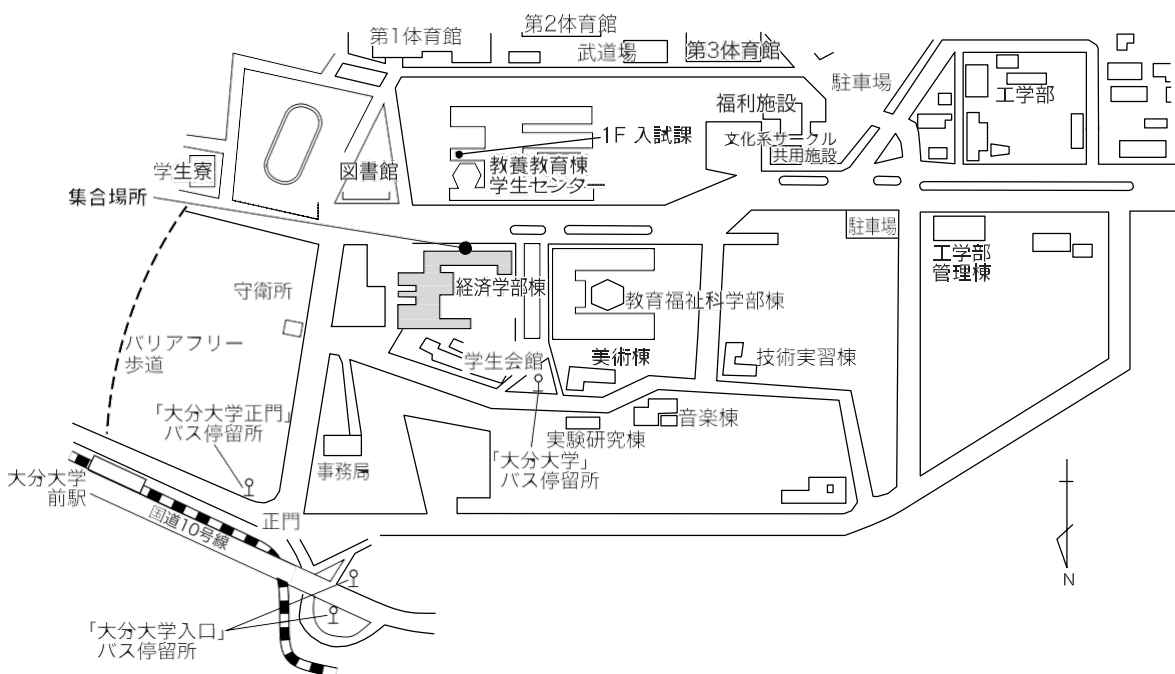 第2体育館
第1体育館
武道場
第3体育館
駐車場
工学部
福利施設
1F 入試課
文化系サークル
共用施設
学生寮
図書館
教養教育棟
学生センター
集合場所
駐車場
工学部
管理棟
守衛所
経済学部棟
教育福祉科学部棟
バリアフリー
歩道
学生会館
美術棟
技術実習棟
「大分大学正門」
バス停留所
音楽棟
実験研究棟
「大分大学」
バス停留所
事務局
大分大学
前駅
国道10号線
正門
N
「大分大学入口」
バス停留所